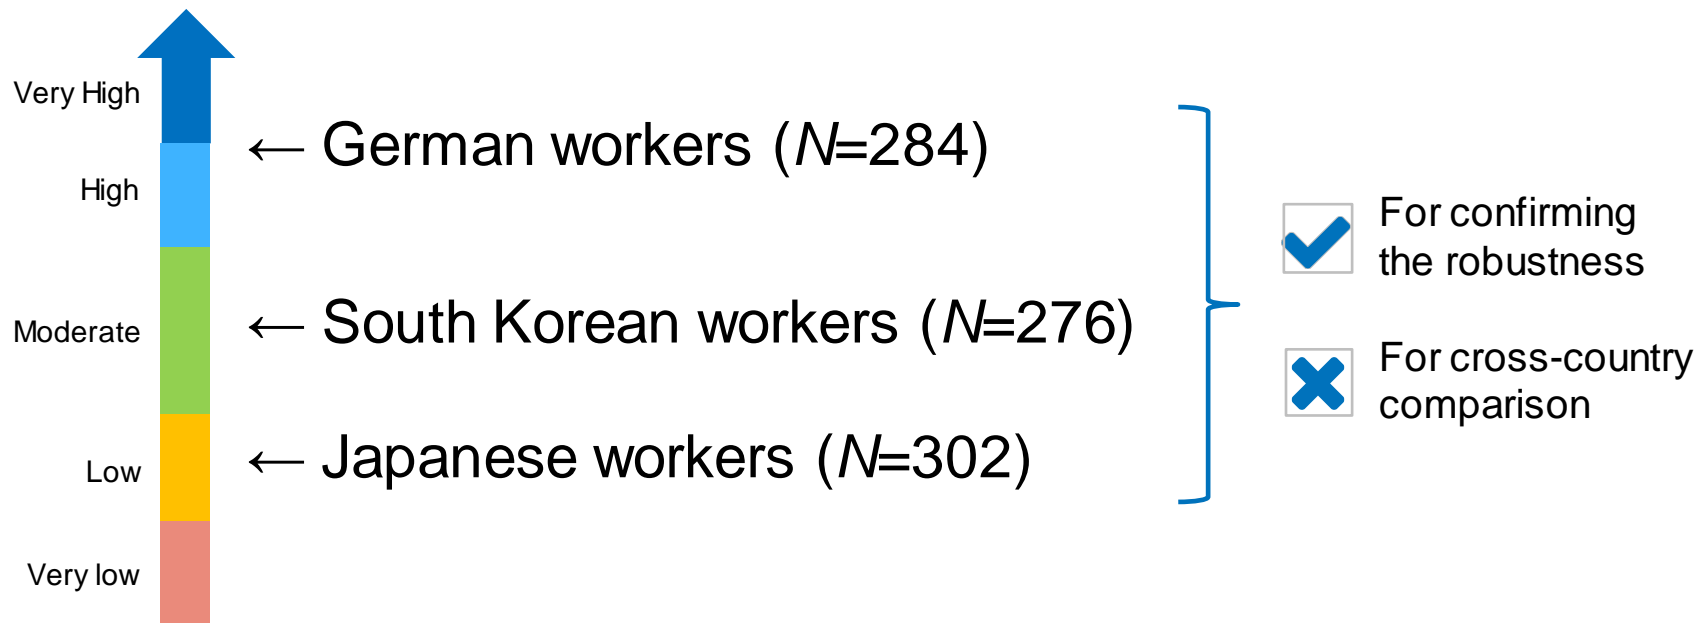 Very High
High
Moderate
Low
Very low
← German workers (N=284)
← South Korean workers (N=276)
← Japanese workers (N=302)
For confirming
the robustness
For cross-country
comparison